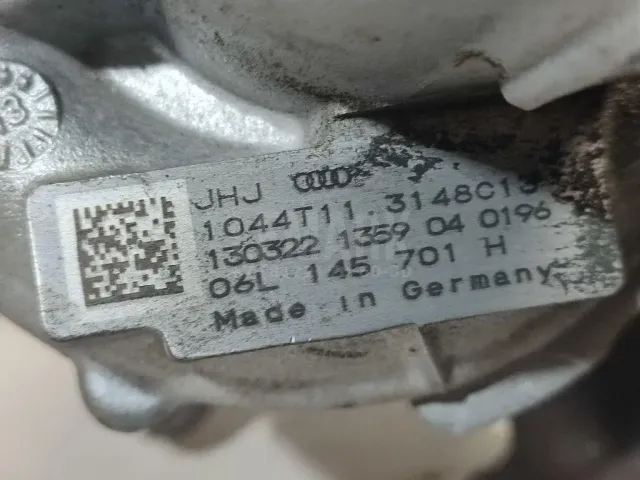 JHJ
1044T11.3148C13
130322 1359 04 0196
06L 145 701 H
Made in Germany